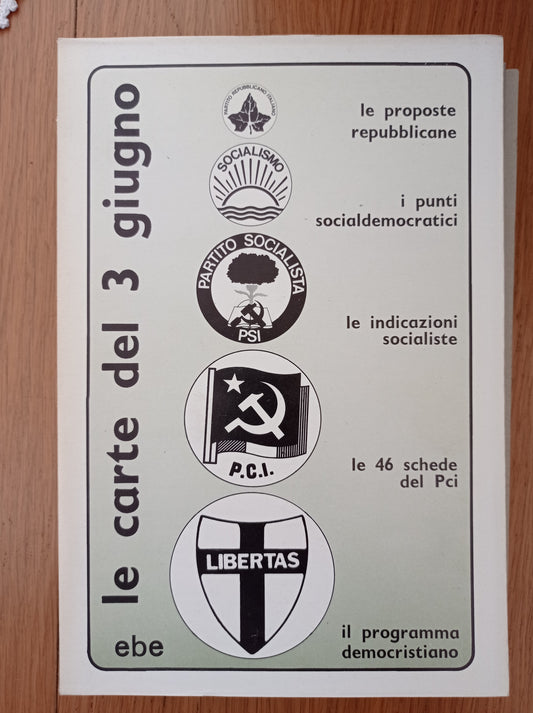 le carte del 3 giugno
PARTITO REPUBBLICANO ITALIANO
le proposte
repubblicane
SOCIALISMO
i punti
socialdemocratici
PARTITO SOCIALISTA
PSI
le indicazioni
socialiste
P.C.I.
le 46 schede
del Pci
LIBERTAS
il programma
democristiano
ebe